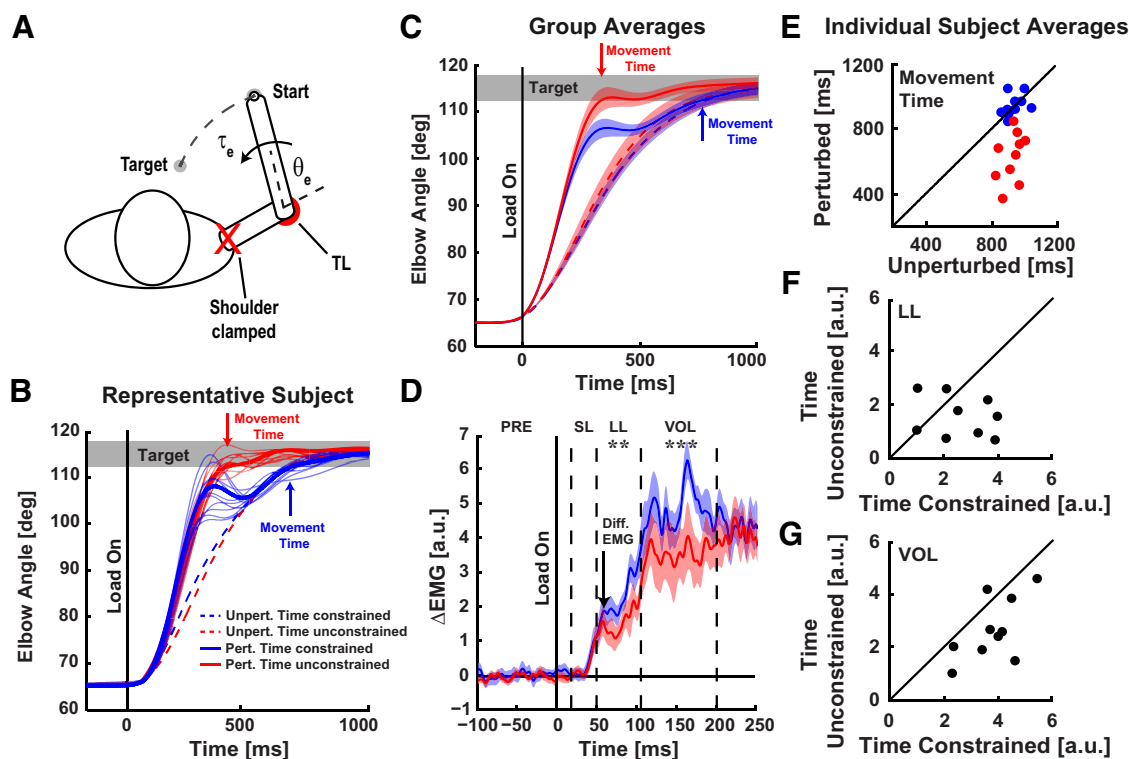 A
Start
τe
Target
θe
TL
Shoulder
clamped
B
Representative Subject
Movement
Time
Target
Load On
Movement
Time
Unpert. Time constrained
Unpert. Time unconstrained
Pert. Time constrained
Pert. Time unconstrained
Elbow Angle [deg]
120
110
100
90
80
70
60
0
500
1000
Time [ms]
C
Group Averages
Movement
Time
Target
Movement
Time
Load On
Elbow Angle [deg]
120
110
100
90
80
70
60
0
500
1000
Time [ms]
D
PRE
SL
LL
VOL
**
***
Diff.
EMG
Load On
ΔEMG [a.u.]
7
6
5
4
3
2
1
0
−1
−100
−50
0
50
100
150
200
250
Time [ms]
E
Individual Subject Averages
Movement
Time
Perturbed [ms]
1200
800
400
400
800
1200
Unperturbed [ms]
F
LL
Time
Unconstrained [a.u.]
6
4
2
0
0
2
4
6
Time Constrained [a.u.]
G
VOL
Time
Unconstrained [a.u.]
6
4
2
0
0
2
4
6
Time Constrained [a.u.]